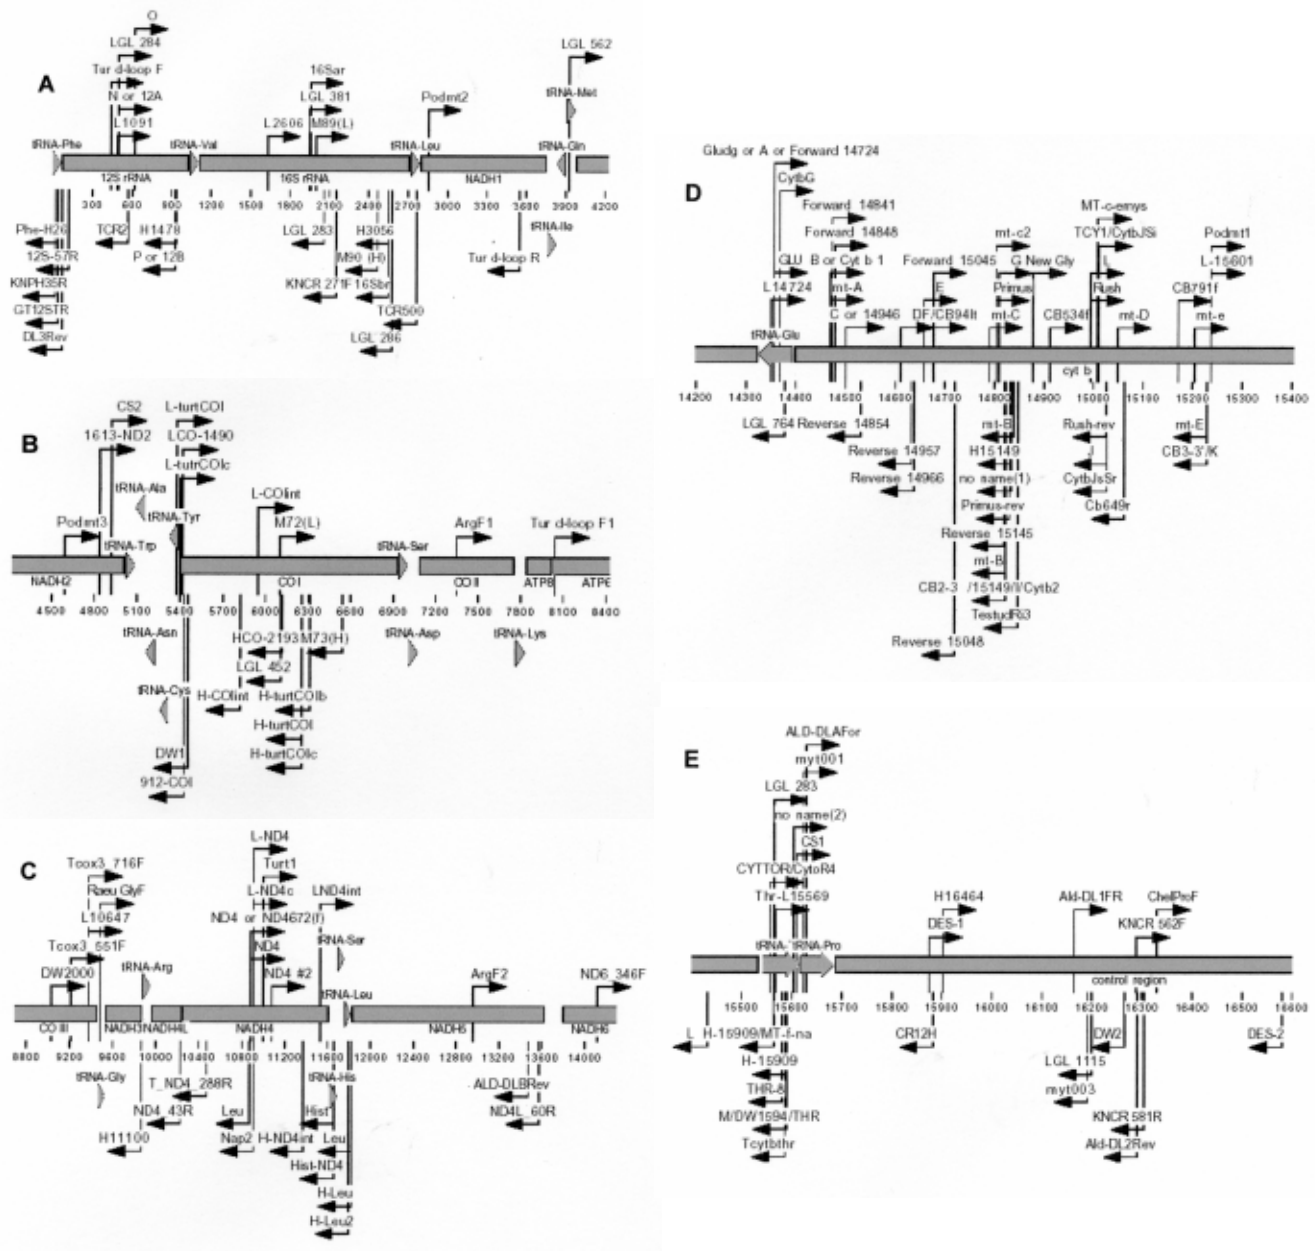 A
O
LGL 284
Tur d-loop F
N or 12A
L1091
16Sar
LGL 381
L2606 M89(L)
Podmt2
LGL 562
tRNA-Met
tRNA-Phe tRNA-Val tRNA-Leu tRNA-Gln
12S rRNA 16S rRNA NADH1
300 600 900 1200 1500 1800 2100 2400 2700 3000 3300 3600 3900 4200
Phe-H26 TCR2 H1478 LGL 283 H3056 tRNA-Ile
12S-57R P or 12B M90 (H) Tur d-loop R
KNPH35R KNCR 271F 16Sbr
GT12STR TCR500
DL3Rev LGL 286
B
CS2 L-turtCOI
1613-ND2 LCO-1490
L-tutrCOIc
tRNA-Ala L-COIint
Podmt3 tRNA-Tyr M72(L) ArgF1 Tur d-loop F1
tRNA-Trp tRNA-Ser
NADH2 COI COII ATP8 ATP6
4500 4800 5100 5400 5700 6000 6300 6600 6900 7200 7500 7800 8100 8400
tRNA-Asn HCO-2193 M73(H) tRNA-Asp tRNA-Lys
LGL 452
tRNA-Cys H-COIint H-turtCOIb
H-turtCOI
DW1 H-turtCOIc
912-COI
C
L-ND4
Tcox3_716F Turt1
Raeu GlyF L-ND4c LND4int
L10647 ND4 or ND4672(f)
Tcox3_551F ND4 tRNA-Ser
DW2000 tRNA-Arg ND4 #2 ArgF2 ND6_346F
tRNA-Leu
COIII NADH3 NADH4L NADH4 NADH5 NADH6
8800 9200 9600 10000 10400 10800 11200 11600 12000 12400 12800 13200 13600 14000
tRNA-Gly T_ND4_288R tRNA-His ALD-DLBRev
ND4_43R Leu Hist ND4L_60R
H11100 Nap2 H-ND4int Leu
Hist-ND4
H-Leu
H-Leu2
D
Gludg or A or Forward 14724
CytbG
Forward 14841 MT-c-emys
Forward 14848 mt-c2 TCY1/CytbJSi Podmt1
GLU B or Cyt b 1 Forward 15045 G New Gly L L-15601
L14724 mt-A E Primus Rush CB791f
C or 14946 DF/CB94It mt-C CB534f mt-D mt-e
tRNA-Glu
cyt b
14200 14300 14400 14500 14600 14700 14800 14900 15000 15100 15200 15300 15400
LGL 764 Reverse 14854 mt-B Rush-rev mt-E
Reverse 14957 H15149 J CB3-3'/K
Reverse 14966 no name(1) CytbJsSr
Primus-rev Cb649r
Reverse 15145
mt-B
CB2-3 /15149/I/Cytb2
TestudRi3
Reverse 15048
E
ALD-DLAFor
myt001
LGL 283
no name(2)
CS1
CYTTOR/CytoR4
Thr-L15569 H16464 Ald-DL1FR ChelProF
DES-1 KNCR 562F
tRNA- tRNA-Pro
control region
15500 15600 15700 15800 15900 16000 16100 16200 16300 16400 16500 16600
L H-15909/MT-f-na CR12H DW2 DES-2
H-15909 LGL 1115
THR-8 myt003
M/DW1594/THR KNCR 581R
Tcytbthr Ald-DL2Rev